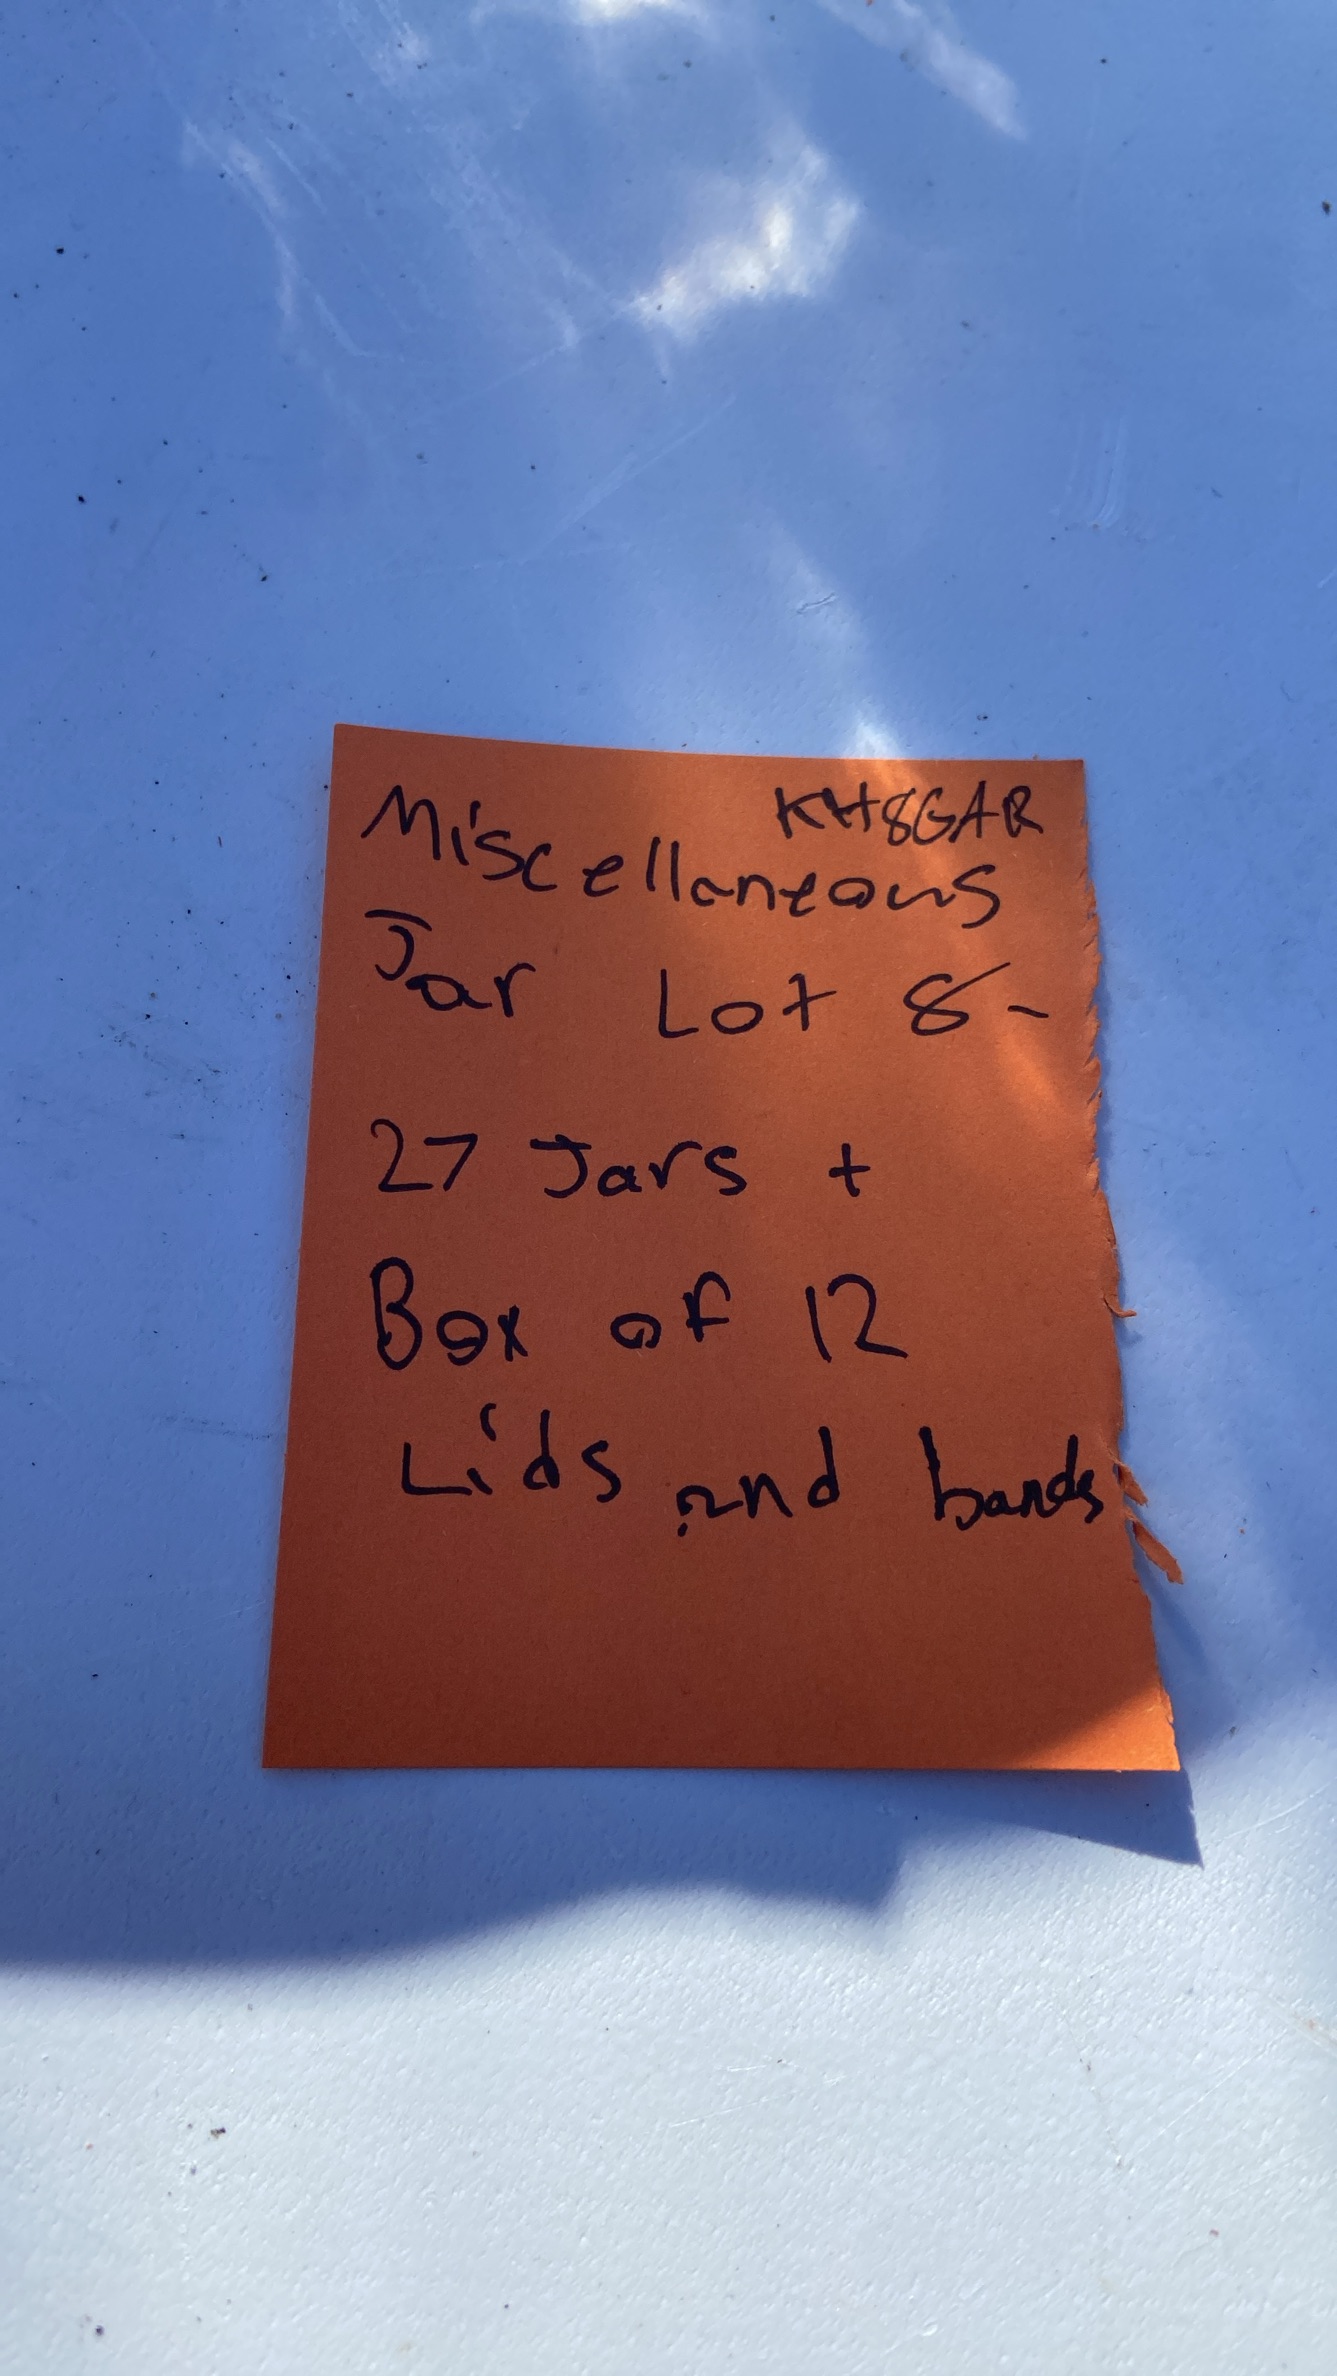 KH8GAR
Miscellaneous
Jar Lot 8-
27 Jars +
Box of 12
Lids and bands